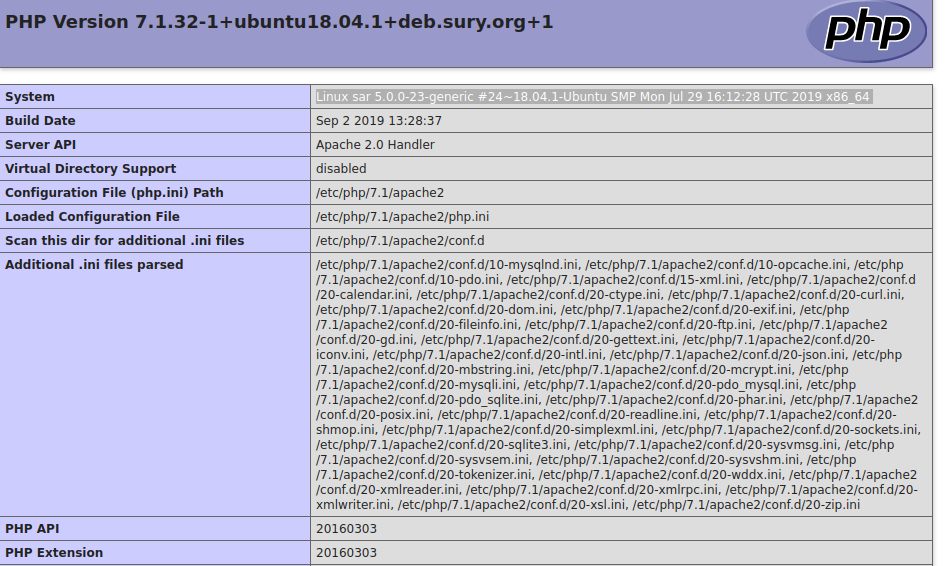 PHP Version 7.1.32-1+ubuntu18.04.1+deb.sury.org+1
php
System Linux sar 5.0.0-23-generic #24~18.04.1-Ubuntu SMP Mon Jul 29 16:12:28 UTC 2019 x86_64
Build Date Sep 2 2019 13:28:37
Server API Apache 2.0 Handler
Virtual Directory Support disabled
Configuration File (php.ini) Path /etc/php/7.1/apache2
Loaded Configuration File /etc/php/7.1/apache2/php.ini
Scan this dir for additional .ini files /etc/php/7.1/apache2/conf.d
Additional .ini files parsed /etc/php/7.1/apache2/conf.d/10-mysqlnd.ini, /etc/php/7.1/apache2/conf.d/10-opcache.ini, /etc/php
/7.1/apache2/conf.d/10-pdo.ini, /etc/php/7.1/apache2/conf.d/15-xml.ini, /etc/php/7.1/apache2/conf.d
/20-calendar.ini, /etc/php/7.1/apache2/conf.d/20-ctype.ini, /etc/php/7.1/apache2/conf.d/20-curl.ini,
/etc/php/7.1/apache2/conf.d/20-dom.ini, /etc/php/7.1/apache2/conf.d/20-exif.ini, /etc/php
/7.1/apache2/conf.d/20-fileinfo.ini, /etc/php/7.1/apache2/conf.d/20-ftp.ini, /etc/php/7.1/apache2
/conf.d/20-gd.ini, /etc/php/7.1/apache2/conf.d/20-gettext.ini, /etc/php/7.1/apache2/conf.d/20-
iconv.ini, /etc/php/7.1/apache2/conf.d/20-intl.ini, /etc/php/7.1/apache2/conf.d/20-json.ini, /etc/php
/7.1/apache2/conf.d/20-mbstring.ini, /etc/php/7.1/apache2/conf.d/20-mcrypt.ini, /etc/php
/7.1/apache2/conf.d/20-mysqli.ini, /etc/php/7.1/apache2/conf.d/20-pdo_mysql.ini, /etc/php
/7.1/apache2/conf.d/20-pdo_sqlite.ini, /etc/php/7.1/apache2/conf.d/20-phar.ini, /etc/php/7.1/apache2
/conf.d/20-posix.ini, /etc/php/7.1/apache2/conf.d/20-readline.ini, /etc/php/7.1/apache2/conf.d/20-
shmop.ini, /etc/php/7.1/apache2/conf.d/20-simplexml.ini, /etc/php/7.1/apache2/conf.d/20-sockets.ini,
/etc/php/7.1/apache2/conf.d/20-sqlite3.ini, /etc/php/7.1/apache2/conf.d/20-sysvmsg.ini, /etc/php
/7.1/apache2/conf.d/20-sysvsem.ini, /etc/php/7.1/apache2/conf.d/20-sysvshm.ini, /etc/php
/7.1/apache2/conf.d/20-tokenizer.ini, /etc/php/7.1/apache2/conf.d/20-wddx.ini, /etc/php/7.1/apache2
/conf.d/20-xmlreader.ini, /etc/php/7.1/apache2/conf.d/20-xmlrpc.ini, /etc/php/7.1/apache2/conf.d/20-
xmlwriter.ini, /etc/php/7.1/apache2/conf.d/20-xsl.ini, /etc/php/7.1/apache2/conf.d/20-zip.ini
PHP API 20160303
PHP Extension 20160303